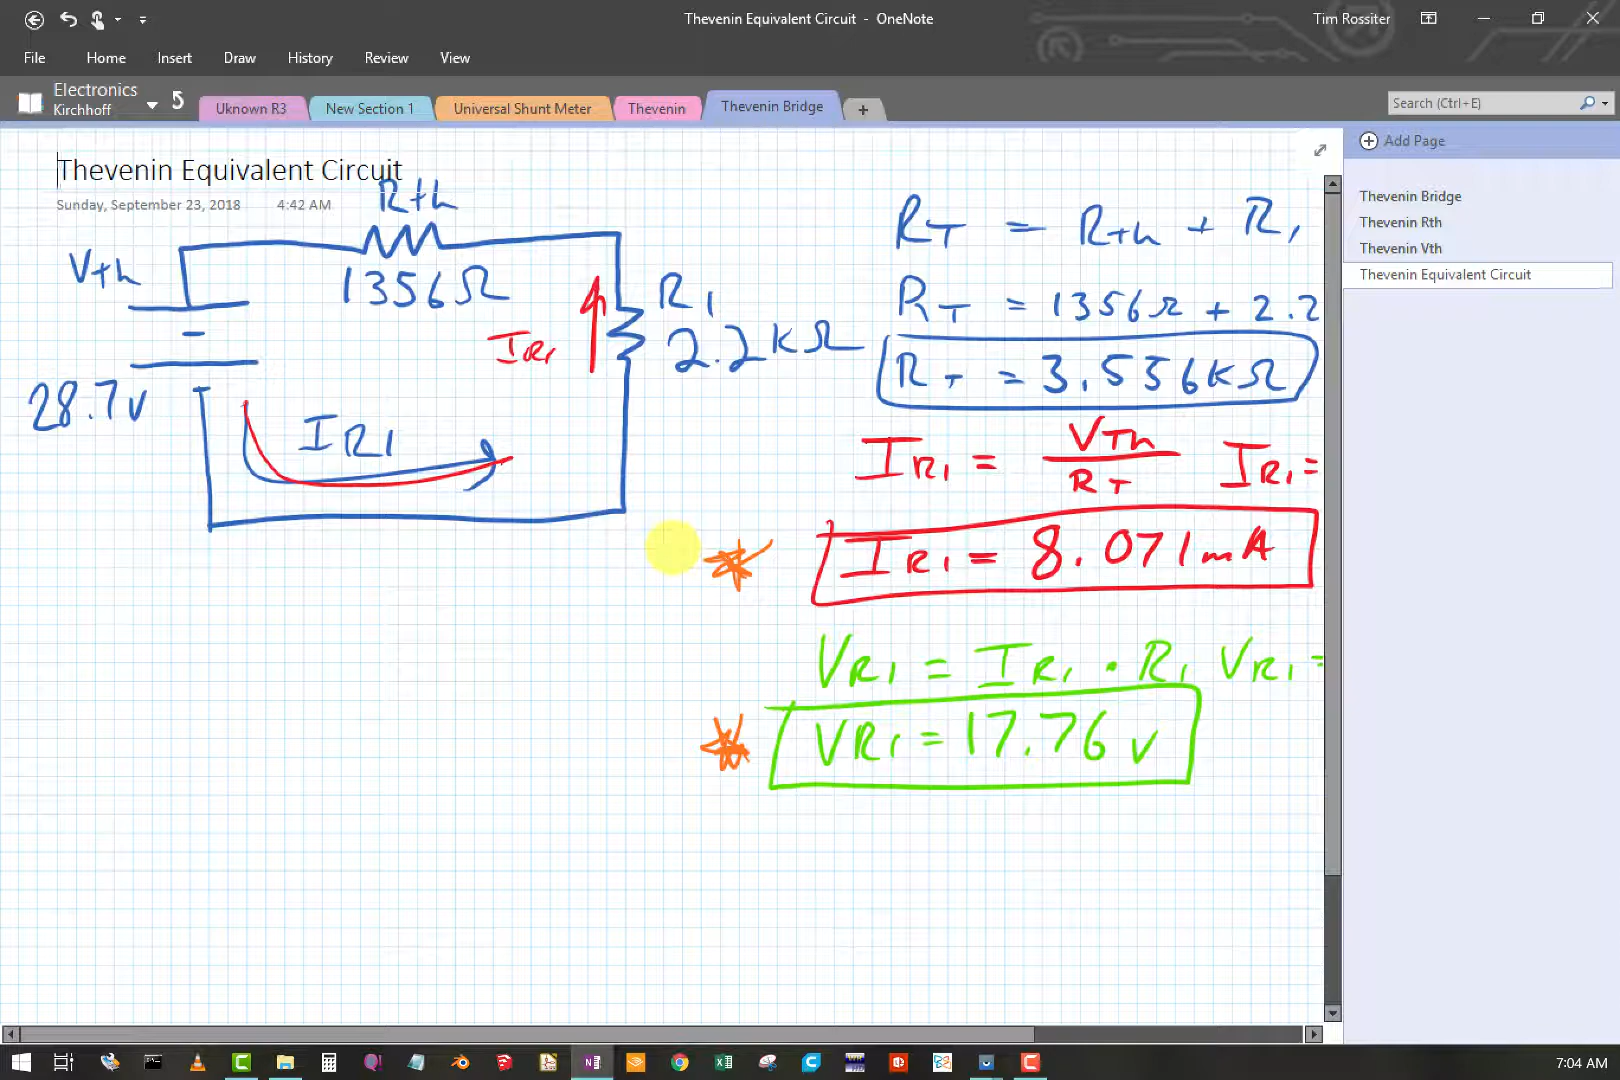 Thevenin Equivalent Circuit - OneNote
Tim Rossiter
File Home Insert Draw History Review View
Electronics
Kirchhoff
Uknown R3 New Section 1 Universal Shunt Meter Thevenin Thevenin Bridge +
Search (Ctrl+E)
Add Page
Thevenin Bridge
Thevenin Rth
Thevenin Vth
Thevenin Equivalent Circuit
Thevenin Equivalent Circuit
Sunday, September 23, 2018 4:42 AM
Rth
Vth
1356Ω
R1
2.2kΩ
IR1
28.7v
IR1
RT = RTh + R1
RT = 1356Ω + 2.2
RT = 3.556kΩ
IR1 = VTh / RT IR1 =
IR1 = 8.071mA
VR1 = IR1 · R1 VR1 =
VR1 = 17.76 v
7:04 AM